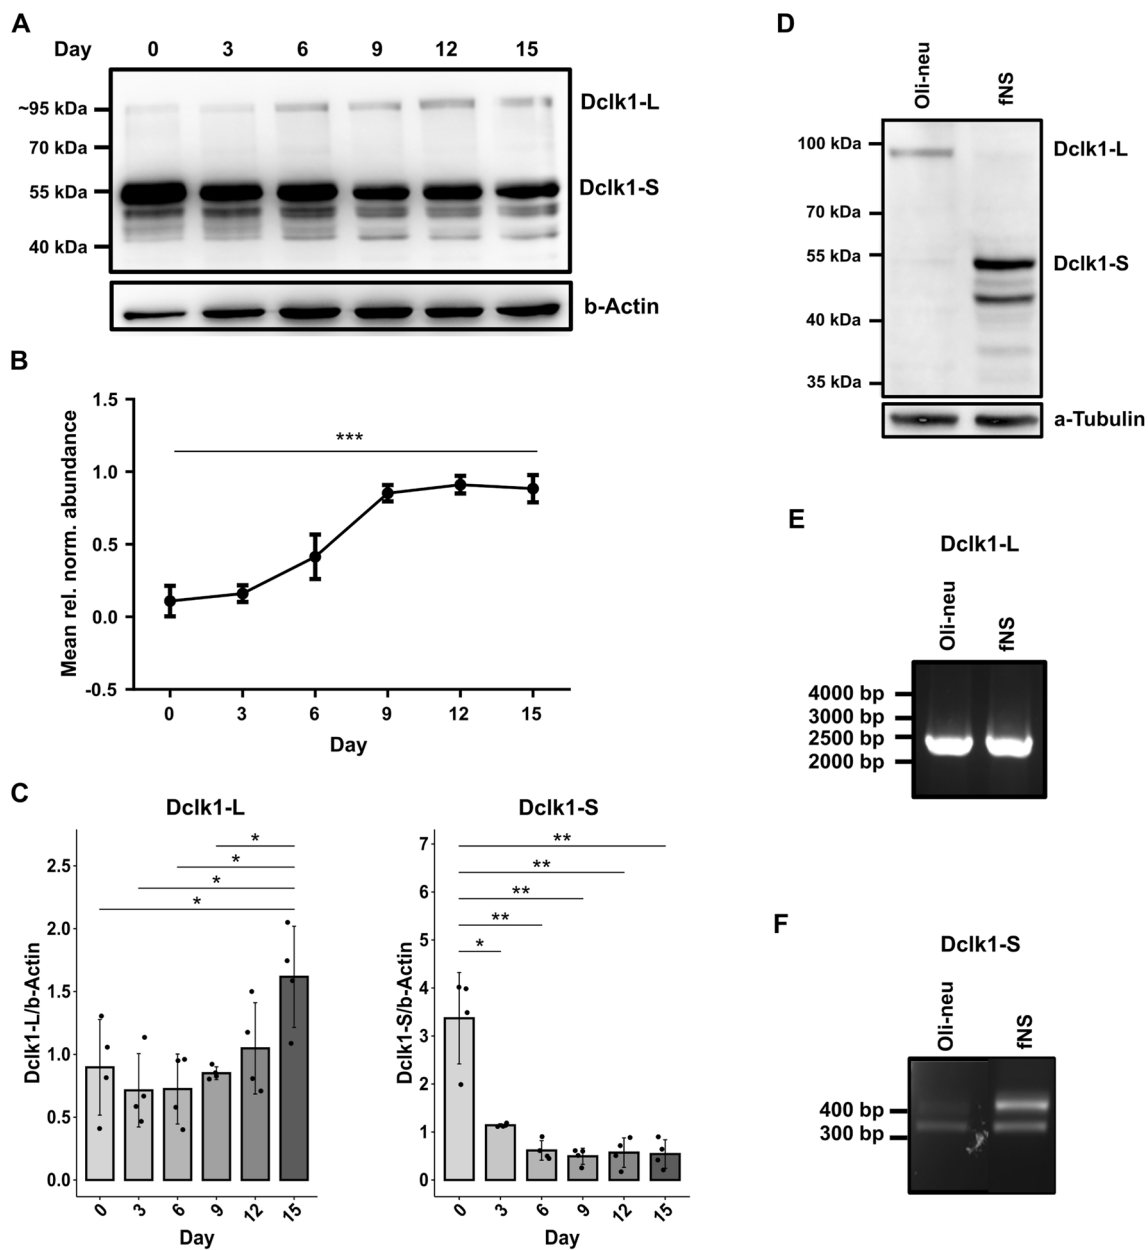 A
Day 0 3 6 9 12 15
~95 kDa
70 kDa
55 kDa
40 kDa
Dclk1-L
Dclk1-S
b-Actin
B
Mean rel. norm. abundance
1.5
1.0
0.5
0.0
-0.5
***
0 3 6 9 12 15
Day
C
Dclk1-L
Dclk1-L/b-Actin
2.5
2.0
1.5
1.0
0.5
0.0
*
*
*
*
0 3 6 9 12 15
Day
Dclk1-S
Dclk1-S/b-Actin
7
6
5
4
3
2
1
0
**
**
**
**
*
0 3 6 9 12 15
Day
D
Oli-neu
fNS
100 kDa
70 kDa
55 kDa
40 kDa
35 kDa
Dclk1-L
Dclk1-S
a-Tubulin
E
Dclk1-L
Oli-neu
fNS
4000 bp
3000 bp
2500 bp
2000 bp
F
Dclk1-S
Oli-neu
fNS
400 bp
300 bp